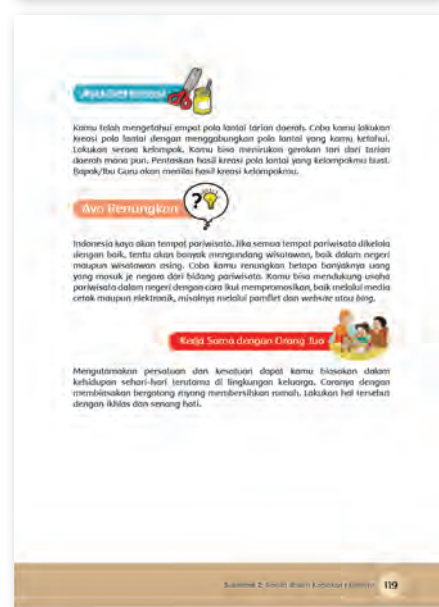 Ayo Berkreasi
Kamu telah mengetahui empat pola lantai tarian daerah. Coba kamu lakukan
kreasi pola lantai dengan menggabungkan pola lantai yang kamu ketahui.
Lakukan secara kelompok. Kamu bisa menirukan gerakan tari dari tarian
daerah mana pun. Pentaskan hasil kreasi pola lantai yang kelompokmu buat.
Bapak/Ibu Guru akan menilai hasil kreasi kelompokmu.
Ayo Renungkan
Indonesia kaya akan tempat pariwisata. Jika semua tempat pariwisata dikelola
dengan baik, tentu akan banyak mengundang wisatawan, baik dalam negeri
maupun wisatawan asing. Coba kamu renungkan betapa banyaknya uang
yang masuk ke negara dari bidang pariwisata. Kamu bisa mendukung usaha
pariwisata dalam negeri dengan cara ikut mempromosikan, baik melalui media
cetak maupun elektronik, misalnya melalui pamflet dan website atau blog.
Kerja Sama dengan Orang Tua
Mengutamakan persatuan dan kesatuan dapat kamu biasakan dalam
kehidupan sehari-hari terutama di lingkungan keluarga. Caranya dengan
membiasakan bergotong royong membersihkan rumah. Lakukan hal tersebut
dengan ikhlas dan senang hati.
Subtema 2: 119